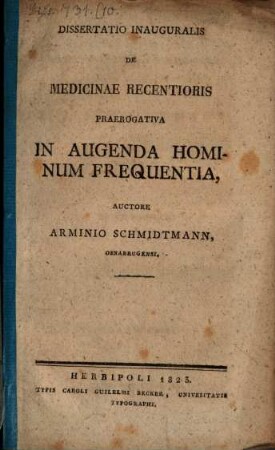 DISSERTATIO INAUGURALIS
DE
MEDICINAE RECENTIORIS
PRAEROGATIVA
IN AUGENDA HOMI-
NUM FREQUENTIA,
AUCTORE
ARMINIO SCHMIDTMANN,
OSNABRUGENSI.
HERBIPOLI 1823.
TYPIS CAROLI GUILELMI BECKER, UNIVERSITATIS
TYPOGRAPHI.